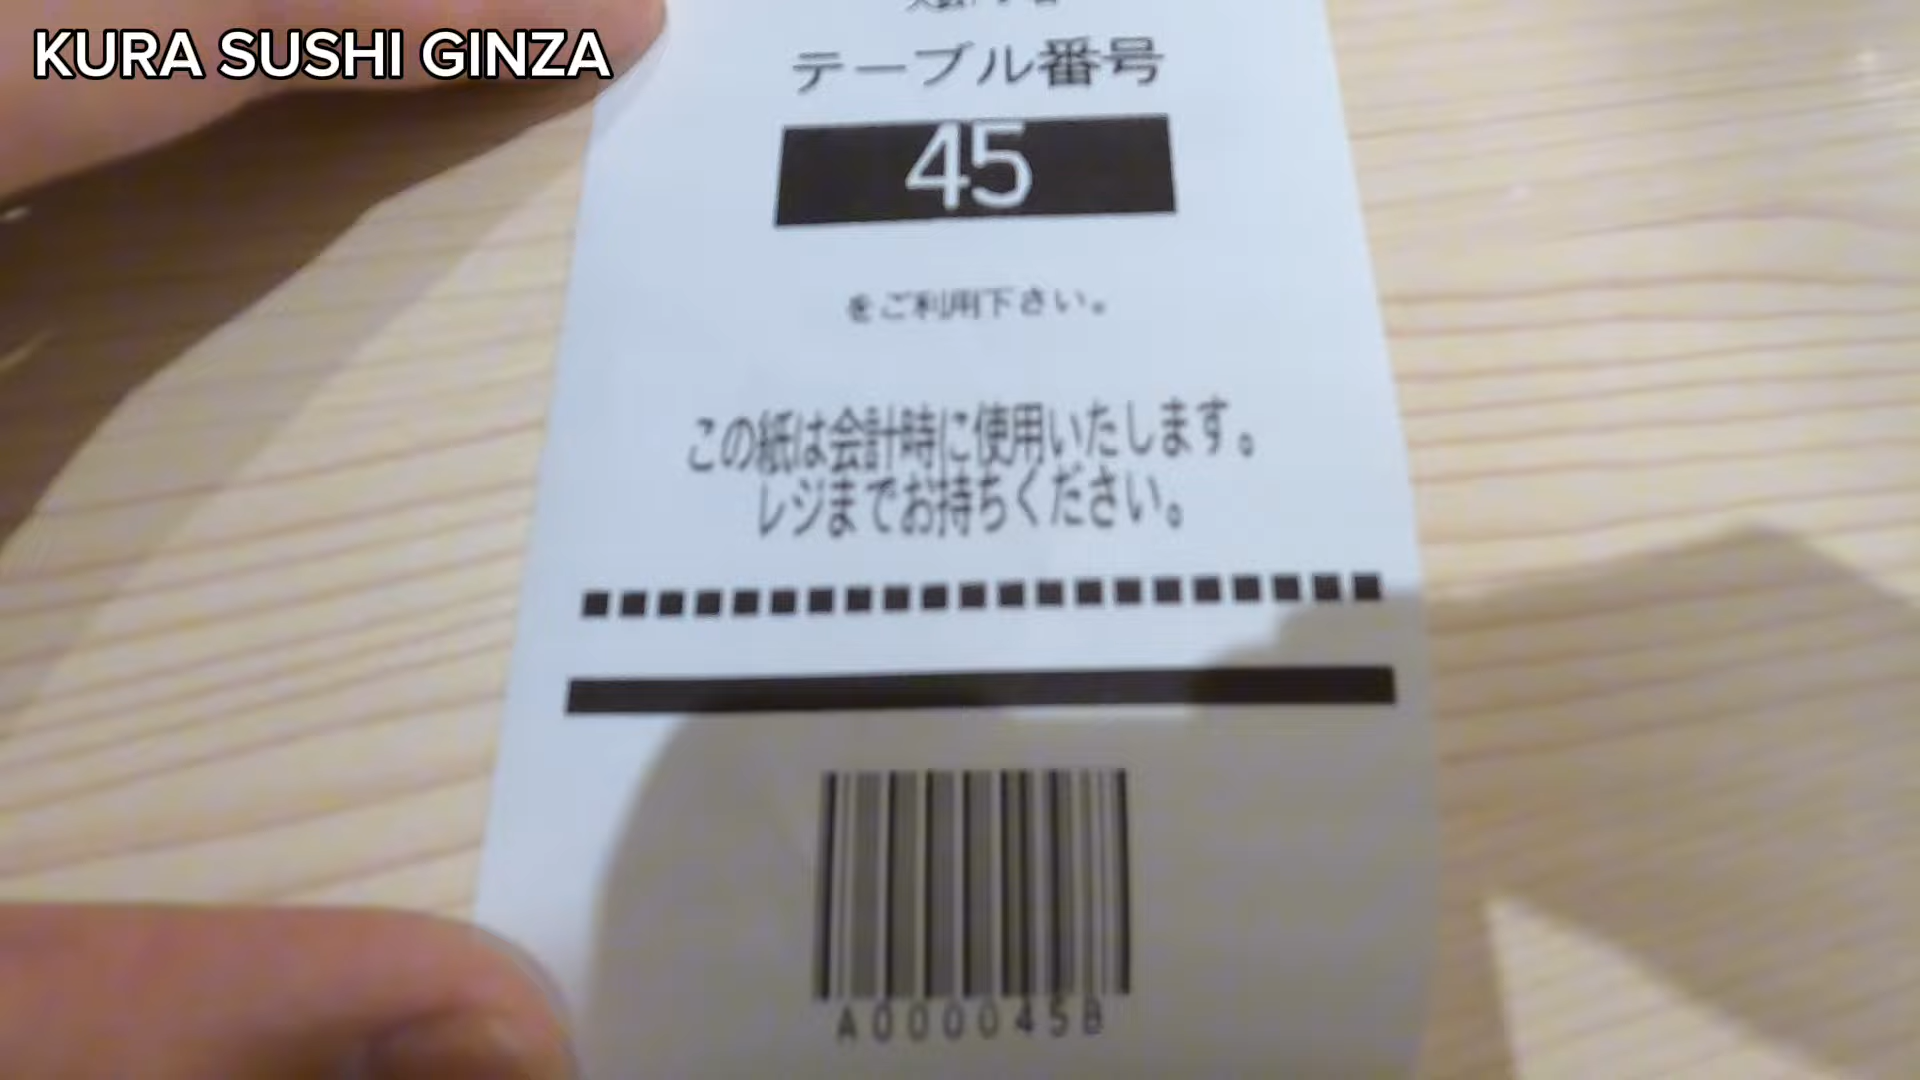 KURA SUSHI GINZA
テーブル番号
45
をご利用下さい。
この紙は会計時に使用いたします。
レジまでお持ちください。
A000045B